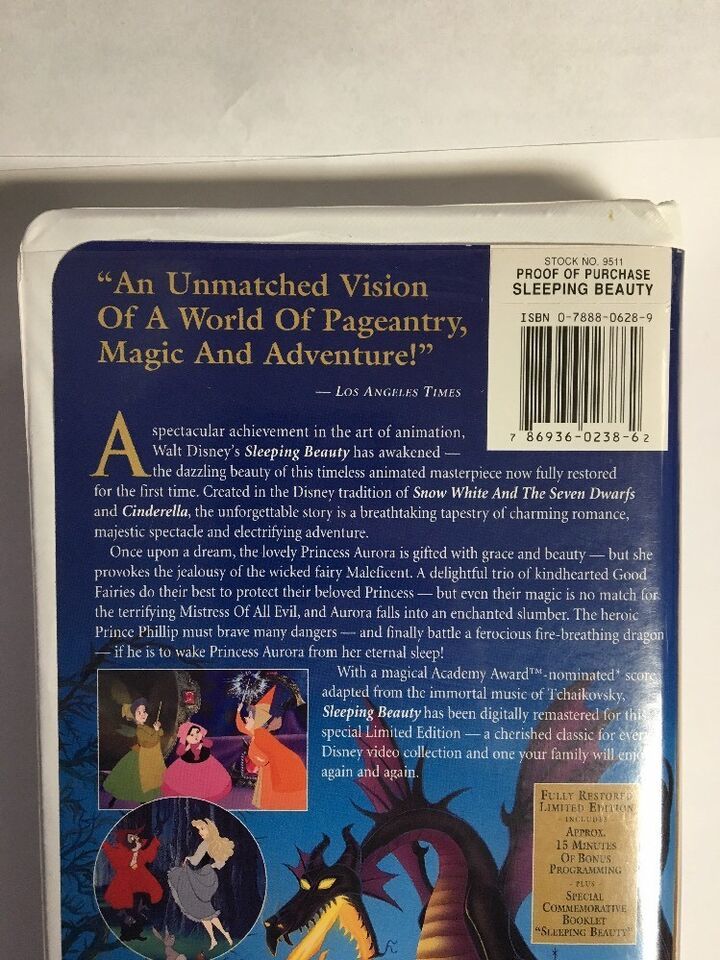 STOCK NO. 9511
PROOF OF PURCHASE
SLEEPING BEAUTY
ISBN 0-7888-0628-9
7 86936-0238-6 2
“An Unmatched Vision
Of A World Of Pageantry,
Magic And Adventure!”
— Los Angeles Times
A spectacular achievement in the art of animation,
Walt Disney's Sleeping Beauty has awakened —
the dazzling beauty of this timeless animated masterpiece now fully restored
for the first time. Created in the Disney tradition of Snow White And The Seven Dwarfs
and Cinderella, the unforgettable story is a breathtaking tapestry of charming romance,
majestic spectacle and electrifying adventure.
Once upon a dream, the lovely Princess Aurora is gifted with grace and beauty — but she
provokes the jealousy of the wicked fairy Maleficent. A delightful trio of kindhearted Good
Fairies do their best to protect their beloved Princess — but even their magic is no match for
the terrifying Mistress Of All Evil, and Aurora falls into an enchanted slumber. The heroic
Prince Phillip must brave many dangers — and finally battle a ferocious fire-breathing dragon
— if he is to wake Princess Aurora from her eternal sleep!
With a magical Academy Award™-nominated* score
adapted from the immortal music of Tchaikovsky,
Sleeping Beauty has been digitally remastered for this
special Limited Edition — a cherished classic for every
Disney video collection and one your family will enjoy
again and again.
Fully Restored
Limited Edition
- INCLUDES -
Approx.
15 Minutes
Of Bonus
Programming
- PLUS -
Special
Commemorative
Booklet
“Sleeping Beauty”